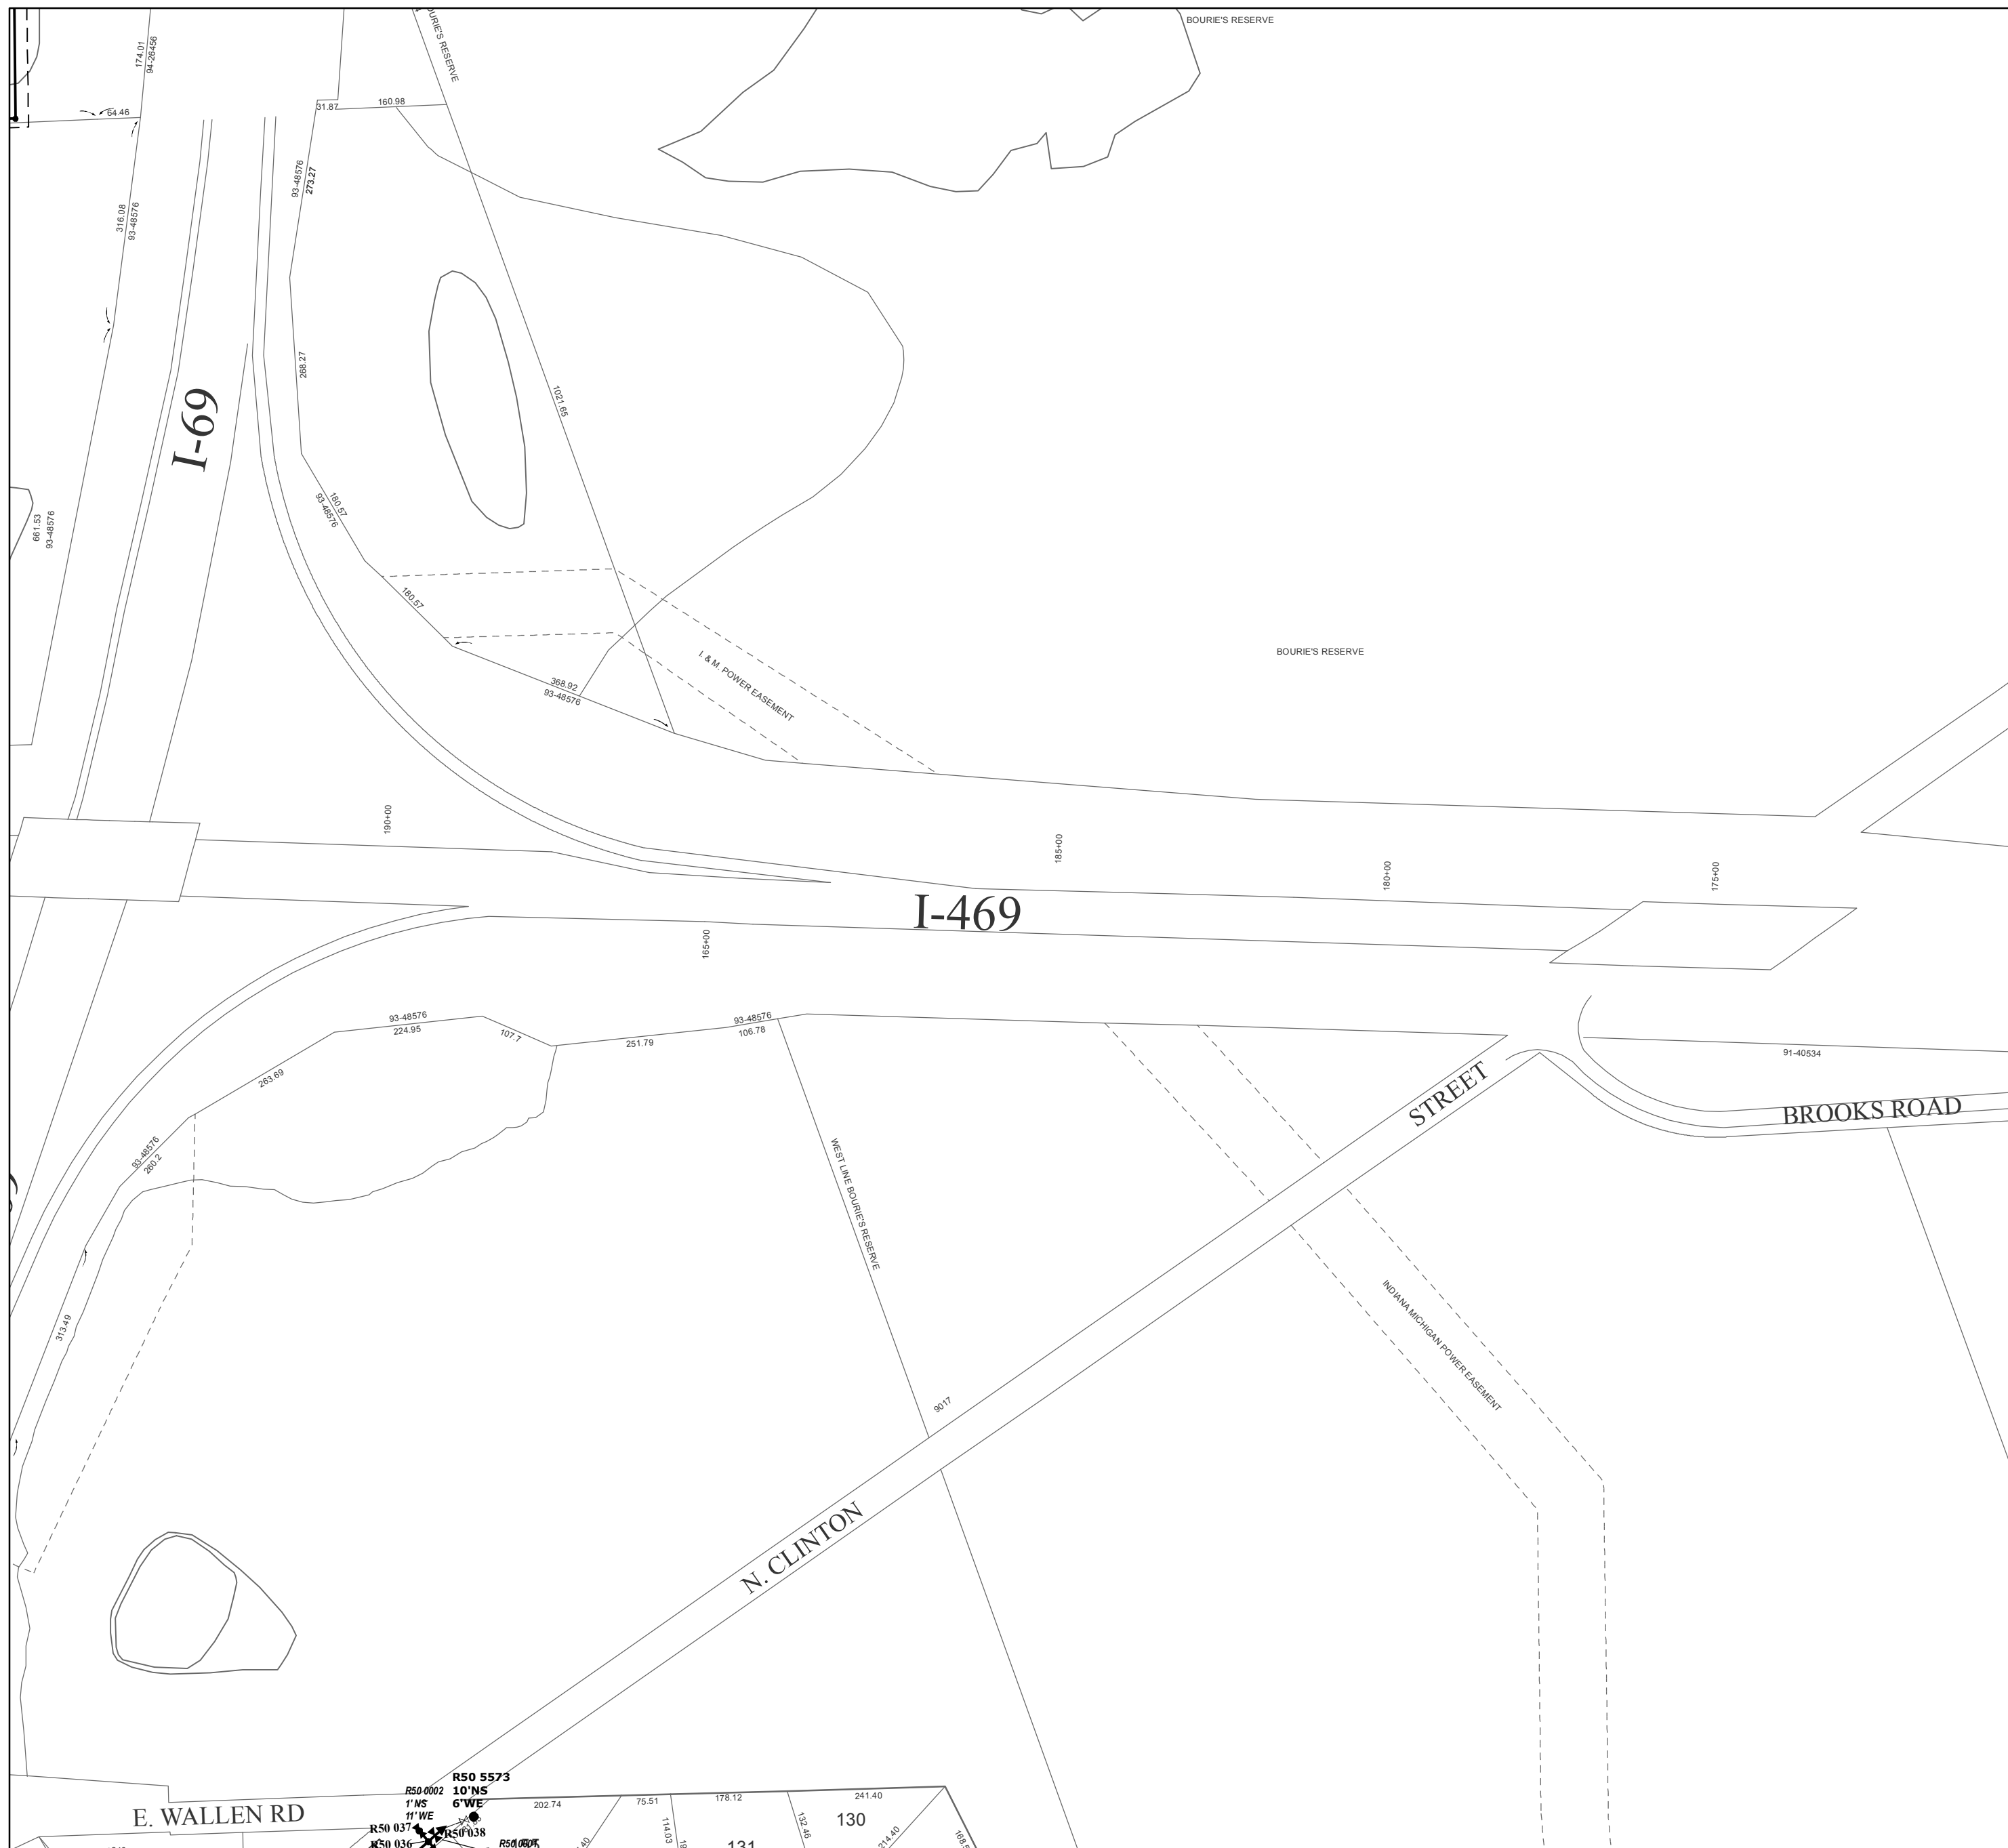 BOURIE'S RESERVE
BOURIE'S RESERVE
174.01
94-26456
64.46
31.87
160.98
93-48576
273.27
316.08
93-48576
268.27
I-69
1021.65
661.53
93-48576
180.57
93-48576
180.57
368.92
93-48576
I. & M. POWER EASEMENT
BOURIE'S RESERVE
190+00
185+00
180+00
175+00
I-469
165+00
93-48576
224.95
107.7
251.79
93-48576
106.78
263.69
93-48576
260.2
313.49
91-40534
BROOKS ROAD
STREET
WEST LINE BOURIE'S RESERVE
INDIANA MICHIGAN POWER EASEMENT
9017
N. CLINTON
E. WALLEN RD
R50 5573
10'NS
6'WE
R50 0002
1' NS
11' WE
R50 037
R50 036
R50 038
202.74
75.51
178.12
241.40
114.03
132.46
130
131
214.40